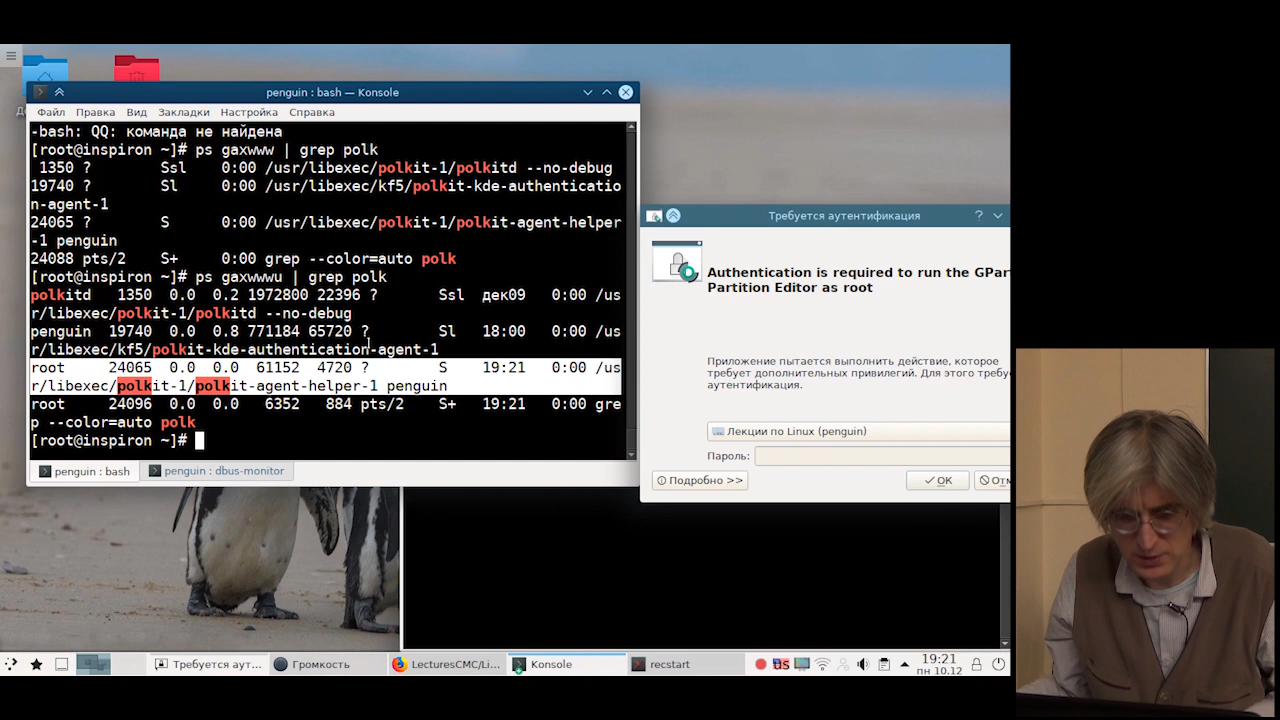 penguin : bash — Konsole
Файл Правка Вид Закладки Настройка Справка
-bash: QQ: команда не найдена
[root@inspiron ~]# ps gaxwww | grep polk
1350 ? Ssl 0:00 /usr/libexec/polkit-1/polkitd --no-debug
19740 ? Sl 0:00 /usr/libexec/kf5/polkit-kde-authenticatio
n-agent-1
24065 ? S 0:00 /usr/libexec/polkit-1/polkit-agent-helper
-1 penguin
24088 pts/2 S+ 0:00 grep --color=auto polk
[root@inspiron ~]# ps gaxwwwu | grep polk
polkitd 1350 0.0 0.2 1972800 22396 ? Ssl дек09 0:00 /us
r/libexec/polkit-1/polkitd --no-debug
penguin 19740 0.0 0.8 771184 65720 ? Sl 18:00 0:00 /us
r/libexec/kf5/polkit-kde-authentication-agent-1
root 24065 0.0 0.0 61152 4720 ? S 19:21 0:00 /us
r/libexec/polkit-1/polkit-agent-helper-1 penguin
root 24096 0.0 0.0 6352 884 pts/2 S+ 19:21 0:00 gre
p --color=auto polk
[root@inspiron ~]#
penguin : bash penguin : dbus-monitor
Требуется аутентификация
Authentication is required to run the GPar
Partition Editor as root
Приложение пытается выполнить действие, которое
требует дополнительных привилегий. Для этого требу
аутентификация.
Лекции по Linux (penguin)
Пароль:
Подробно >> OK Отм
Требуется аут... Громкость LecturesCMC/Li... Konsole recstart US 19:21
пн 10.12